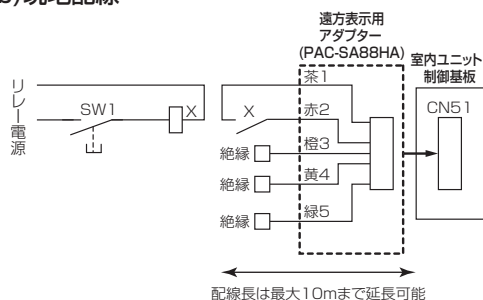 遠方表示用
アダプター
(PAC-SA88HA)
室内ユニット
制御基板
リレー電源
SW1
X
X
茶1
赤2
橙3
黄4
緑5
絶縁
絶縁
絶縁
CN51
配線長は最大10mまで延長可能